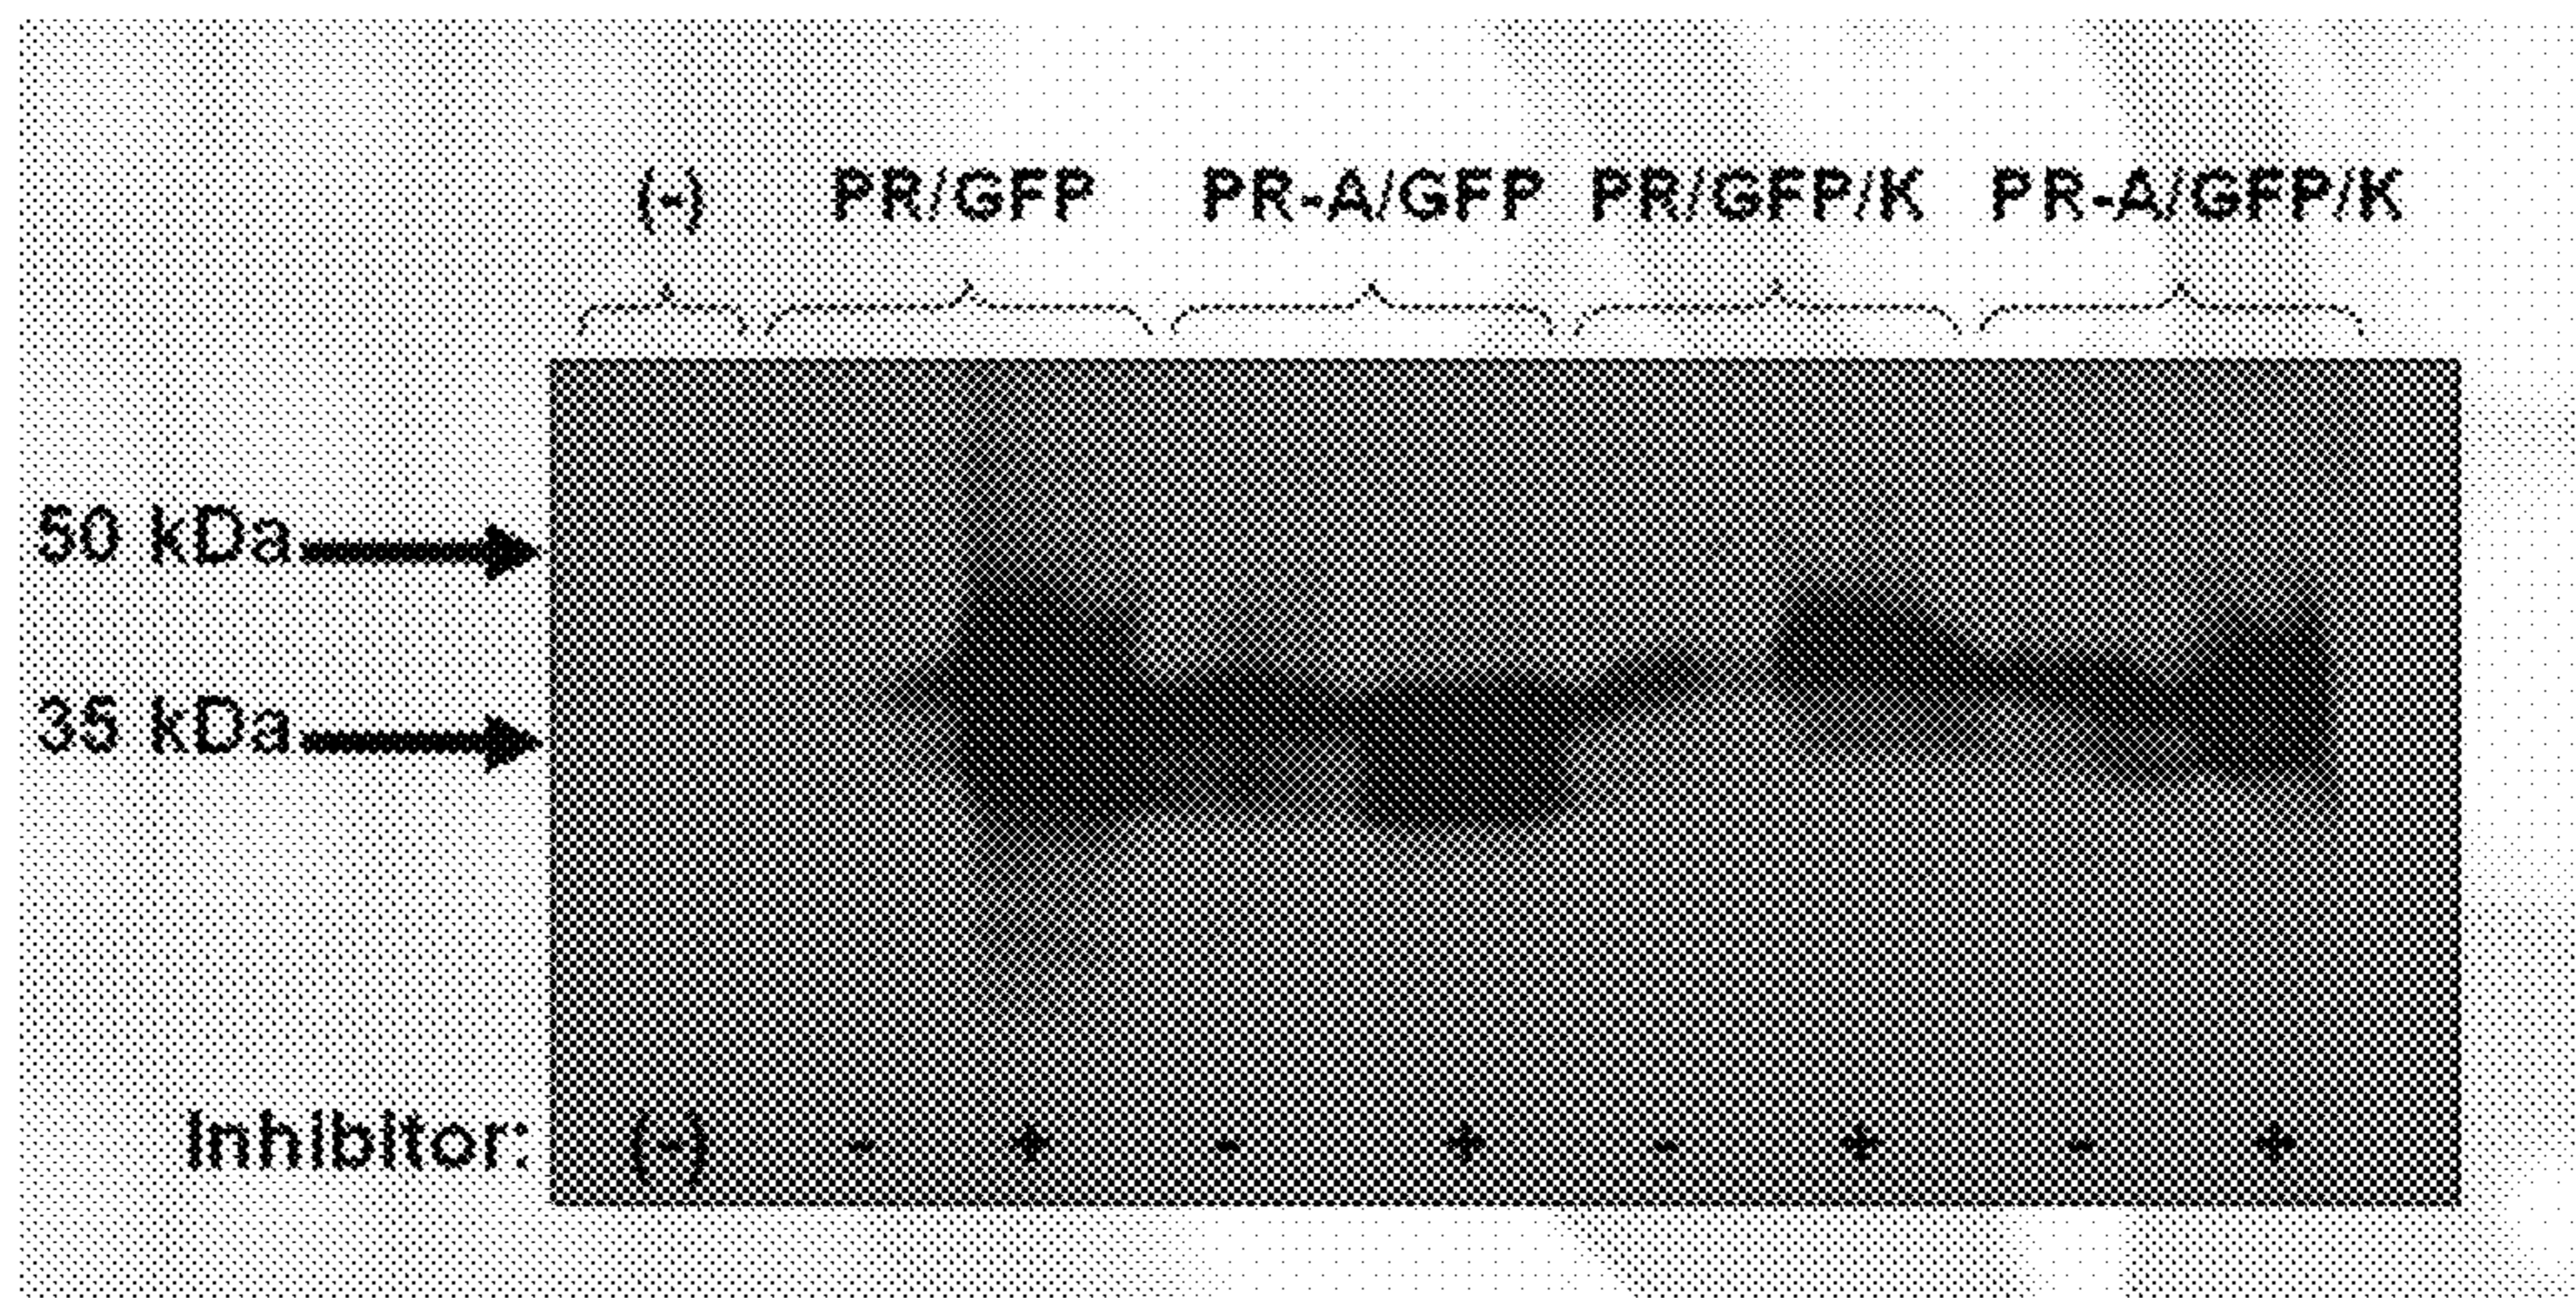 (-) PR/GFP PR-A/GFP PR/GFP/K PR-A/GFP/K
50 kDa
35 kDa
Inhibitor: (-) - + - + - + - +